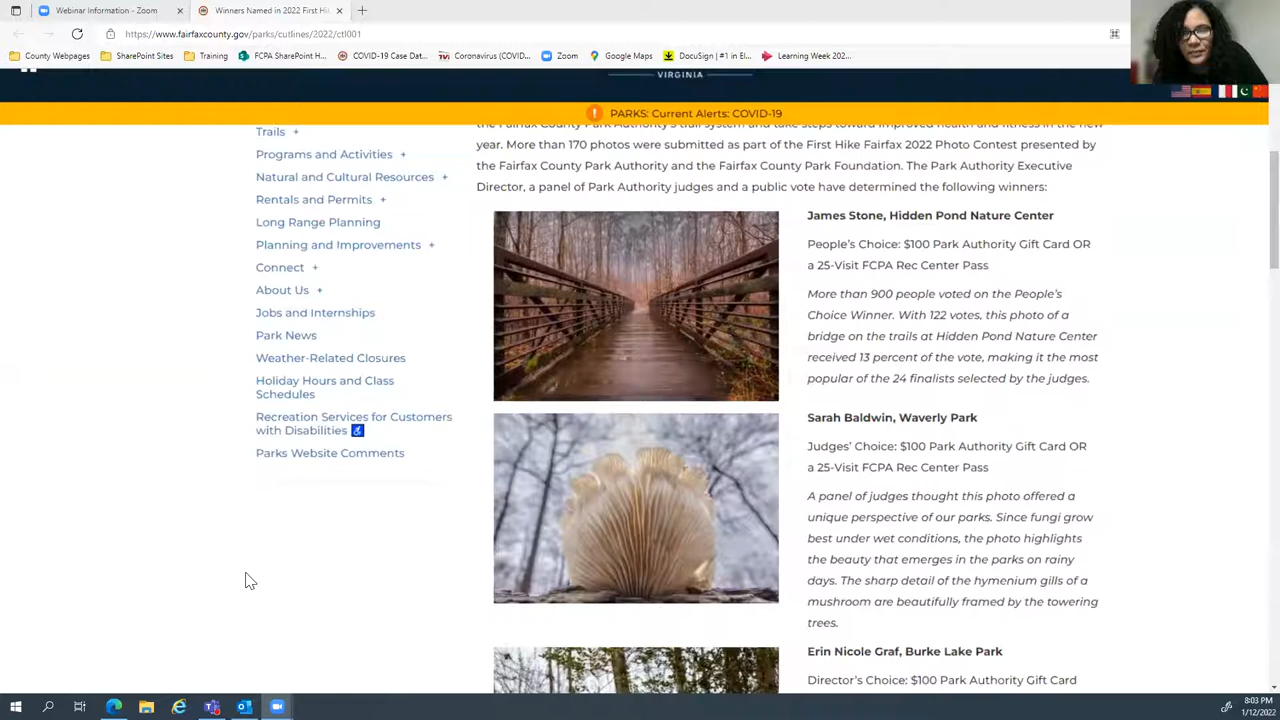 Webinar Information - Zoom
Winners Named in 2022 First Hi
https://www.fairfaxcounty.gov/parks/cutlines/2022/ctl001
County Webpages
SharePoint Sites
Training
FCPA SharePoint H...
COVID-19 Case Dat...
Coronavirus (COVID...
Zoom
Google Maps
DocuSign | #1 in El...
Learning Week 202...
VIRGINIA
PARKS: Current Alerts: COVID-19
Trails +
Programs and Activities +
Natural and Cultural Resources +
Rentals and Permits +
Long Range Planning
Planning and Improvements +
Connect +
About Us +
Jobs and Internships
Park News
Weather-Related Closures
Holiday Hours and Class
Schedules
Recreation Services for Customers
with Disabilities
Parks Website Comments
the Fairfax County Park Authority's trail system and take steps toward improved health and fitness in the new
year. More than 170 photos were submitted as part of the First Hike Fairfax 2022 Photo Contest presented by
the Fairfax County Park Authority and the Fairfax County Park Foundation. The Park Authority Executive
Director, a panel of Park Authority judges and a public vote have determined the following winners:
James Stone, Hidden Pond Nature Center
People's Choice: $100 Park Authority Gift Card OR
a 25-Visit FCPA Rec Center Pass
More than 900 people voted on the People's
Choice Winner. With 122 votes, this photo of a
bridge on the trails at Hidden Pond Nature Center
received 13 percent of the vote, making it the most
popular of the 24 finalists selected by the judges.
Sarah Baldwin, Waverly Park
Judges' Choice: $100 Park Authority Gift Card OR
a 25-Visit FCPA Rec Center Pass
A panel of judges thought this photo offered a
unique perspective of our parks. Since fungi grow
best under wet conditions, the photo highlights
the beauty that emerges in the parks on rainy
days. The sharp detail of the hymenium gills of a
mushroom are beautifully framed by the towering
trees.
Erin Nicole Graf, Burke Lake Park
Director's Choice: $100 Park Authority Gift Card
8:03 PM
1/12/2022